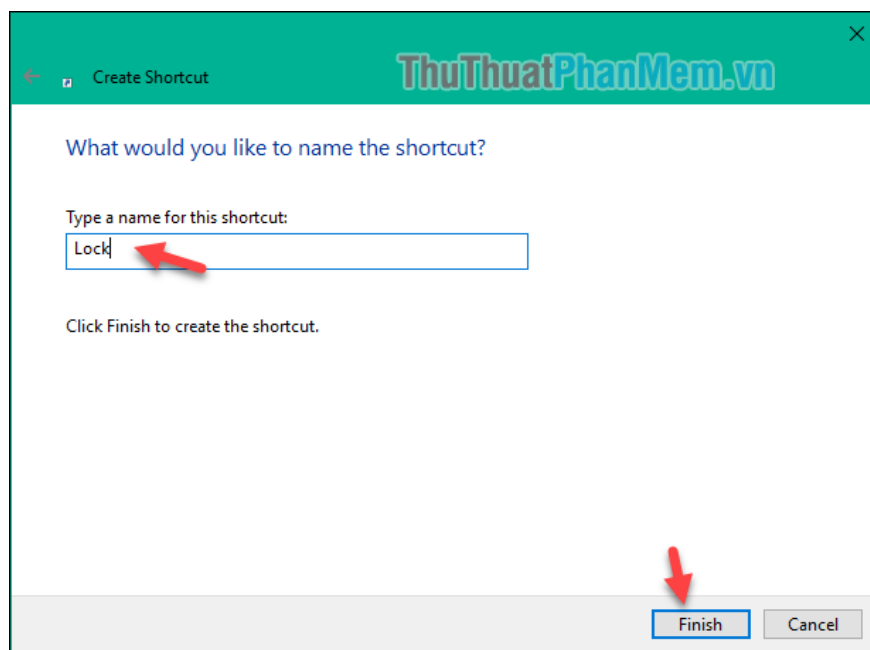 Create Shortcut
ThuThuatPhanMem.vn
What would you like to name the shortcut?
Type a name for this shortcut:
Lock
Click Finish to create the shortcut.
Finish
Cancel